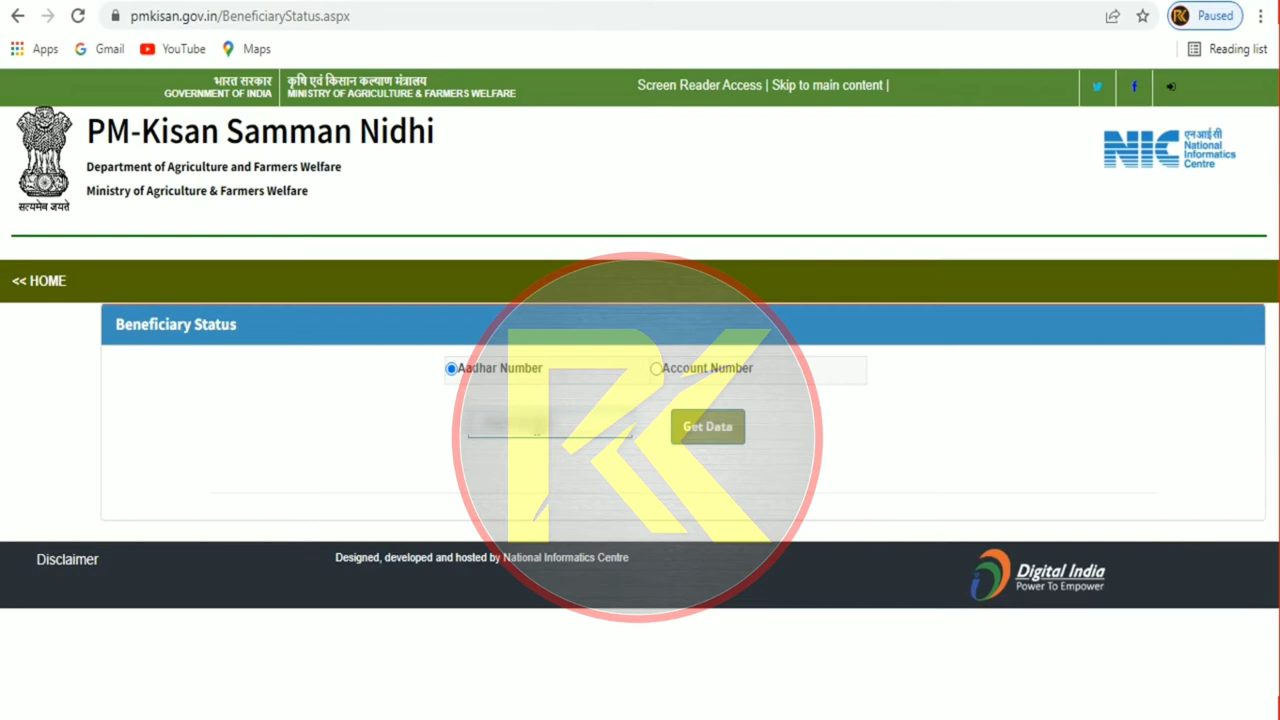 pmkisan.gov.in/BeneficiaryStatus.aspx
Paused
Apps
Gmail
YouTube
Maps
Reading list
भारत सरकार
GOVERNMENT OF INDIA
कृषि एवं किसान कल्याण मंत्रालय
MINISTRY OF AGRICULTURE & FARMERS WELFARE
Screen Reader Access | Skip to main content |
PM-Kisan Samman Nidhi
Department of Agriculture and Farmers Welfare
Ministry of Agriculture & Farmers Welfare
सत्यमेव जयते
NIC
एन आई सी
National
Informatics
Centre
<< HOME
Beneficiary Status
Aadhar Number
Account Number
Get Data
RK
Disclaimer
Designed, developed and hosted by National Informatics Centre
Digital India
Power To Empower